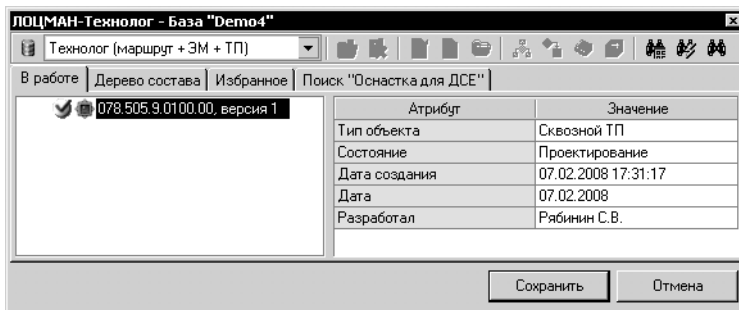 ЛОЦМАН-Технолог - База "Demo4"
Технолог (маршрут + ЭМ + ТП)
В работе Дерево состава Избранное Поиск "Оснастка для ДСЕ"
078.505.9.0100.00, версия 1
Атрибут Значение
Тип объекта Сквозной ТП
Состояние Проектирование
Дата создания 07.02.2008 17:31:17
Дата 07.02.2008
Разработал Рябинин С.В.
Сохранить Отмена